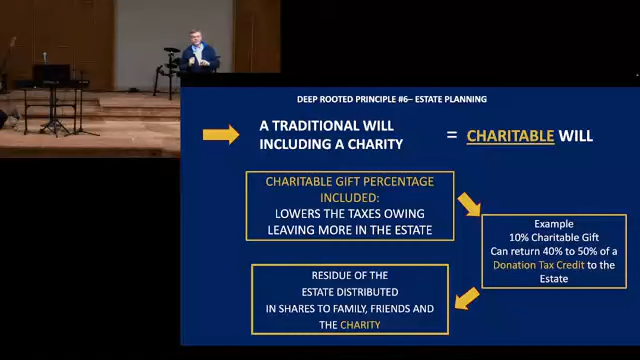 DEEP ROOTED PRINCIPLE #6– ESTATE PLANNING
A TRADITIONAL WILL
INCLUDING A CHARITY
= CHARITABLE WILL
CHARITABLE GIFT PERCENTAGE
INCLUDED:
LOWERS THE TAXES OWING
LEAVING MORE IN THE ESTATE
Example
10% Charitable Gift
Can return 40% to 50% of a
Donation Tax Credit to the
Estate
RESIDUE OF THE
ESTATE DISTRIBUTED
IN SHARES TO FAMILY, FRIENDS AND
THE CHARITY